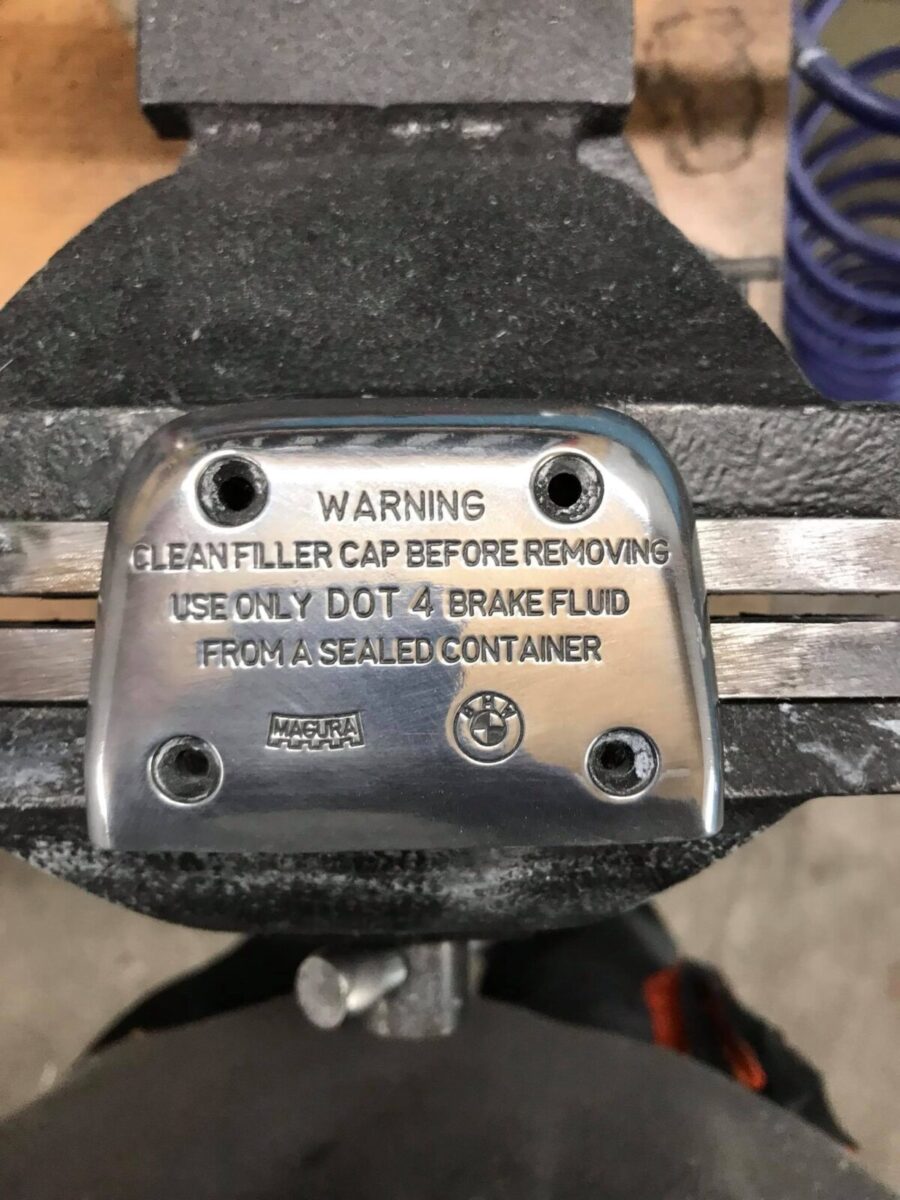 WARNING
CLEAN FILLER CAP BEFORE REMOVING
USE ONLY DOT 4 BRAKE FLUID
FROM A SEALED CONTAINER
MAGURA
BMW